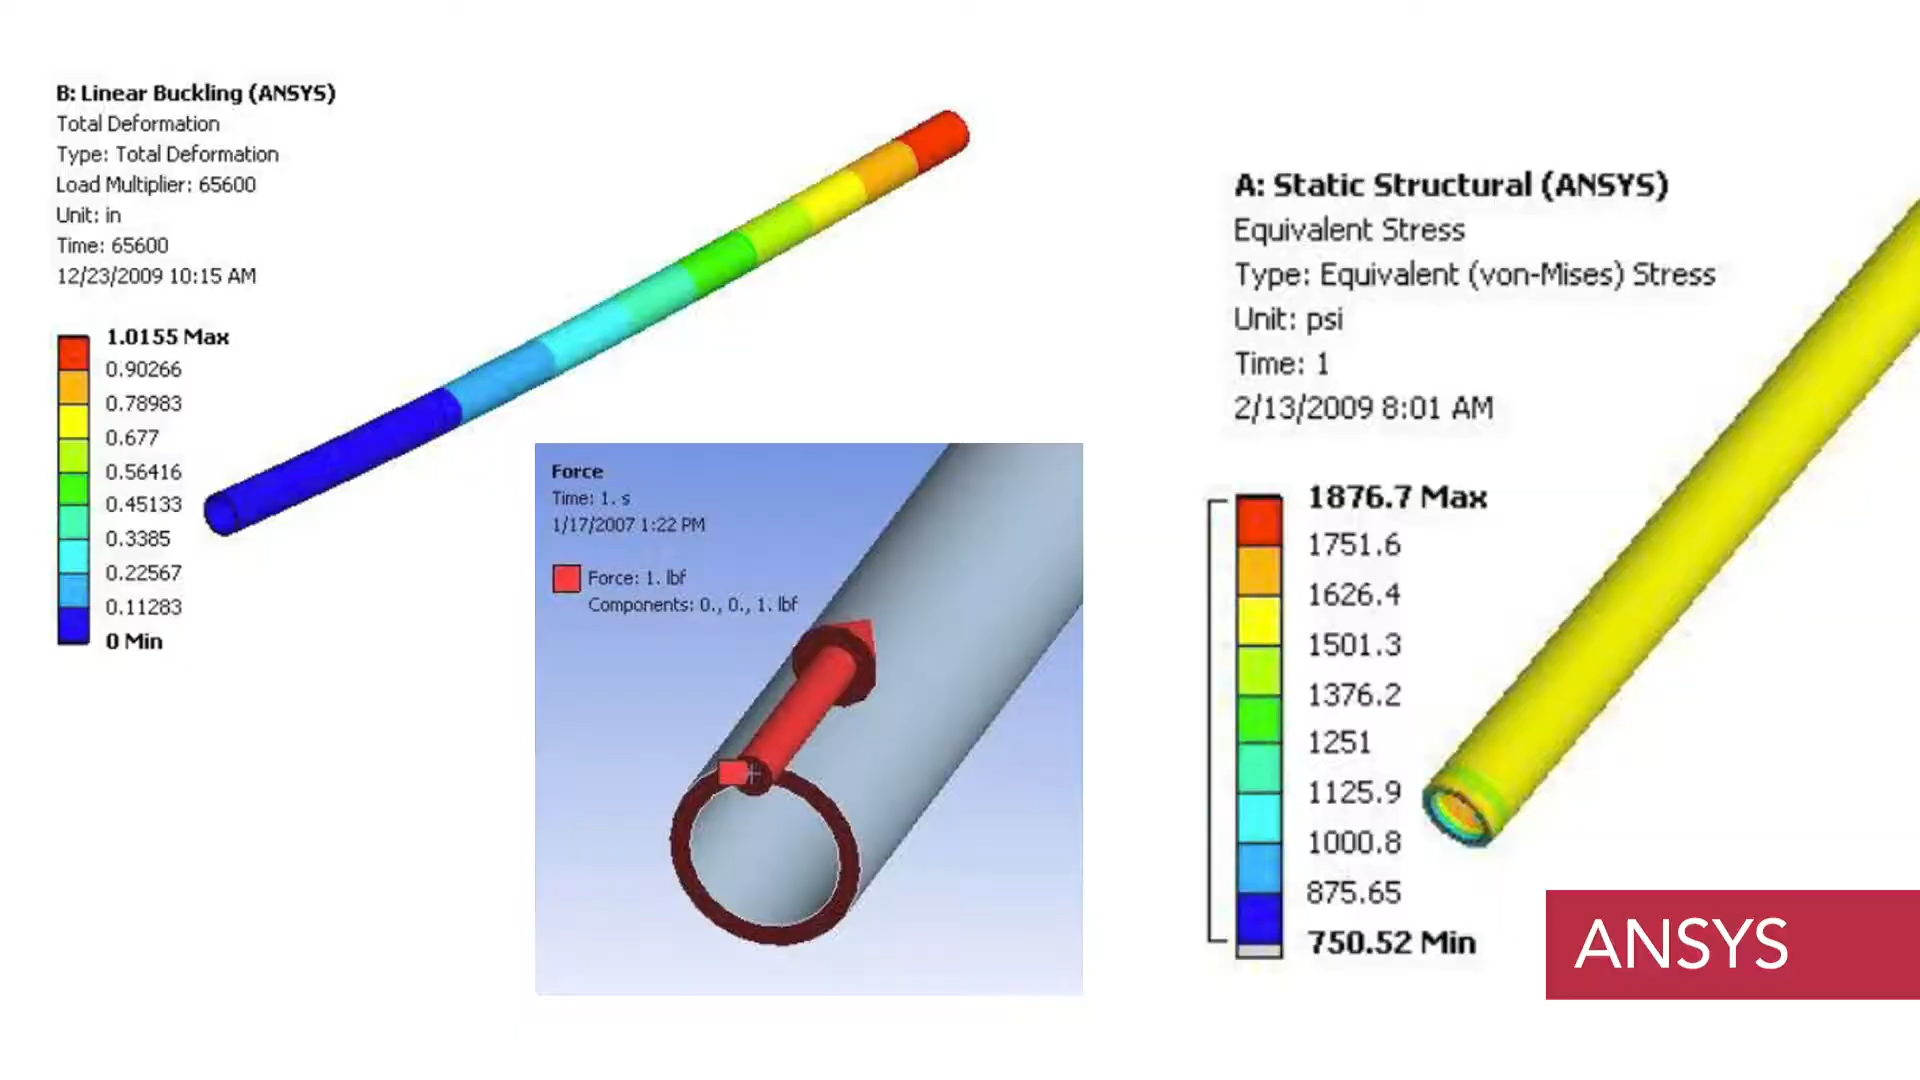 B: Linear Buckling (ANSYS)
Total Deformation
Type: Total Deformation
Load Multiplier: 65600
Unit: in
Time: 65600
12/23/2009 10:15 AM
1.0155 Max
0.90266
0.78983
0.677
0.56416
0.45133
0.3385
0.22567
0.11283
0 Min
Force
Time: 1. s
1/17/2007 1:22 PM
Force: 1. lbf
Components: 0., 0., 1. lbf
A: Static Structural (ANSYS)
Equivalent Stress
Type: Equivalent (von-Mises) Stress
Unit: psi
Time: 1
2/13/2009 8:01 AM
1876.7 Max
1751.6
1626.4
1501.3
1376.2
1251
1125.9
1000.8
875.65
750.52 Min
ANSYS